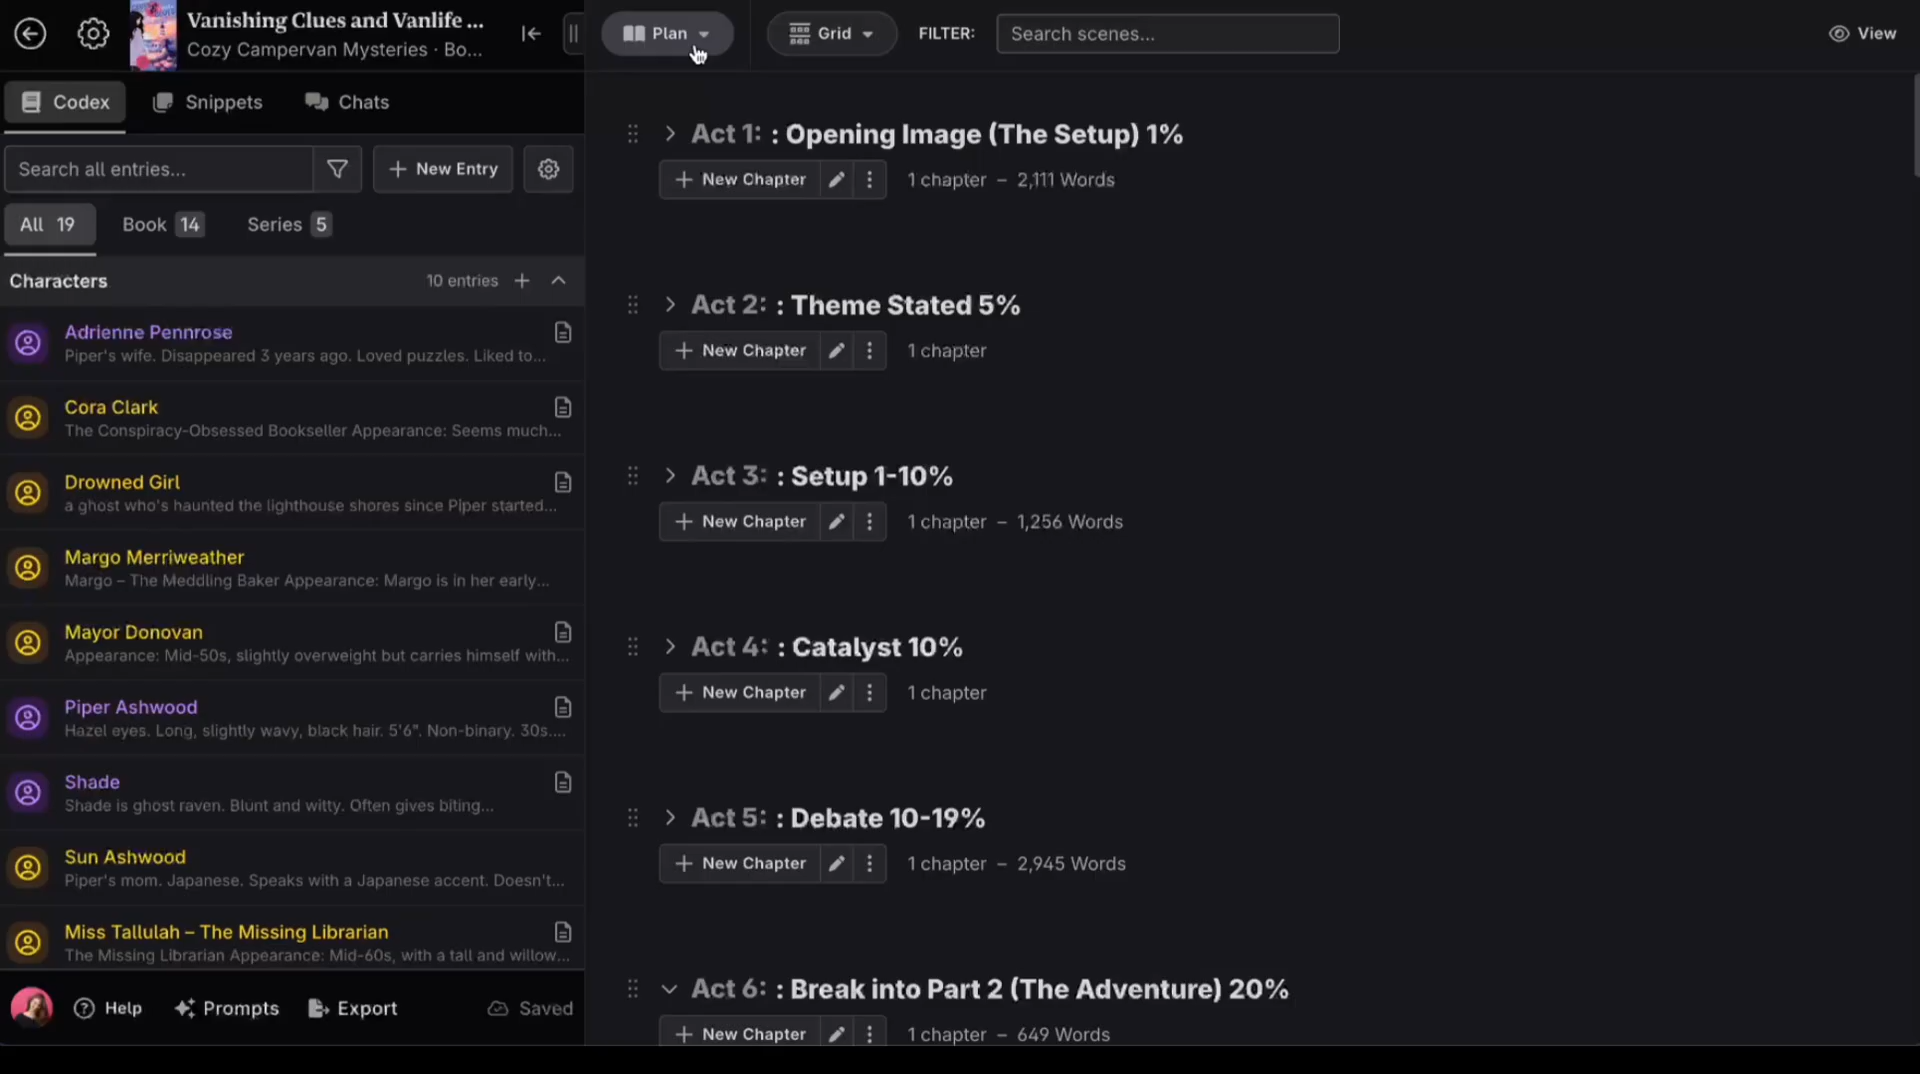 Vanishing Clues and Vanlife ...
Cozy Campervan Mysteries · Bo...
Plan
Grid
FILTER:
Search scenes...
View
Codex
Snippets
Chats
Search all entries...
New Entry
All 19
Book 14
Series 5
Characters
10 entries
Adrienne Pennrose
Piper's wife. Disappeared 3 years ago. Loved puzzles. Liked to...
Cora Clark
The Conspiracy-Obsessed Bookseller Appearance: Seems much...
Drowned Girl
a ghost who's haunted the lighthouse shores since Piper started...
Margo Merriweather
Margo – The Meddling Baker Appearance: Margo is in her early...
Mayor Donovan
Appearance: Mid-50s, slightly overweight but carries himself with...
Piper Ashwood
Hazel eyes. Long, slightly wavy, black hair. 5'6". Non-binary. 30s....
Shade
Shade is ghost raven. Blunt and witty. Often gives biting...
Sun Ashwood
Piper's mom. Japanese. Speaks with a Japanese accent. Doesn't...
Miss Tallulah – The Missing Librarian
The Missing Librarian Appearance: Mid-60s, with a tall and willow...
Help
Prompts
Export
Saved
Act 1: : Opening Image (The Setup) 1%
New Chapter
1 chapter – 2,111 Words
Act 2: : Theme Stated 5%
New Chapter
1 chapter
Act 3: : Setup 1-10%
New Chapter
1 chapter – 1,256 Words
Act 4: : Catalyst 10%
New Chapter
1 chapter
Act 5: : Debate 10-19%
New Chapter
1 chapter – 2,945 Words
Act 6: : Break into Part 2 (The Adventure) 20%
New Chapter
1 chapter – 649 Words